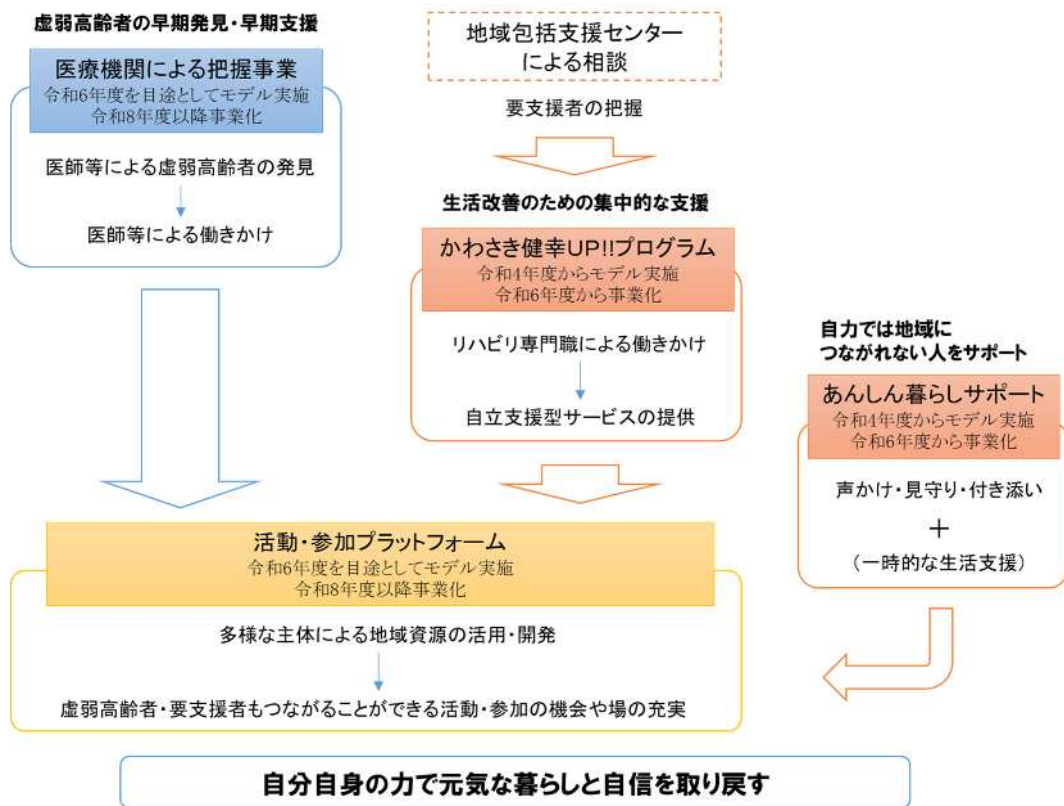 虚弱高齢者の早期発見・早期支援
医療機関による把握事業
令和6年度を目途としてモデル実施
令和8年度以降事業化
医師等による虚弱高齢者の発見
医師等による働きかけ
地域包括支援センター
による相談
要支援者の把握
生活改善のための集中的な支援
かわさき健幸UP!!プログラム
令和4年度からモデル実施
令和6年度から事業化
リハビリ専門職による働きかけ
自立支援型サービスの提供
自力では地域に
つながれない人をサポート
あんしん暮らしサポート
令和4年度からモデル実施
令和6年度から事業化
声かけ・見守り・付き添い
＋
(一時的な生活支援)
活動・参加プラットフォーム
令和6年度を目途としてモデル実施
令和8年度以降事業化
多様な主体による地域資源の活用・開発
虚弱高齢者・要支援者もつながることができる活動・参加の機会や場の充実
自分自身の力で元気な暮らしと自信を取り戻す